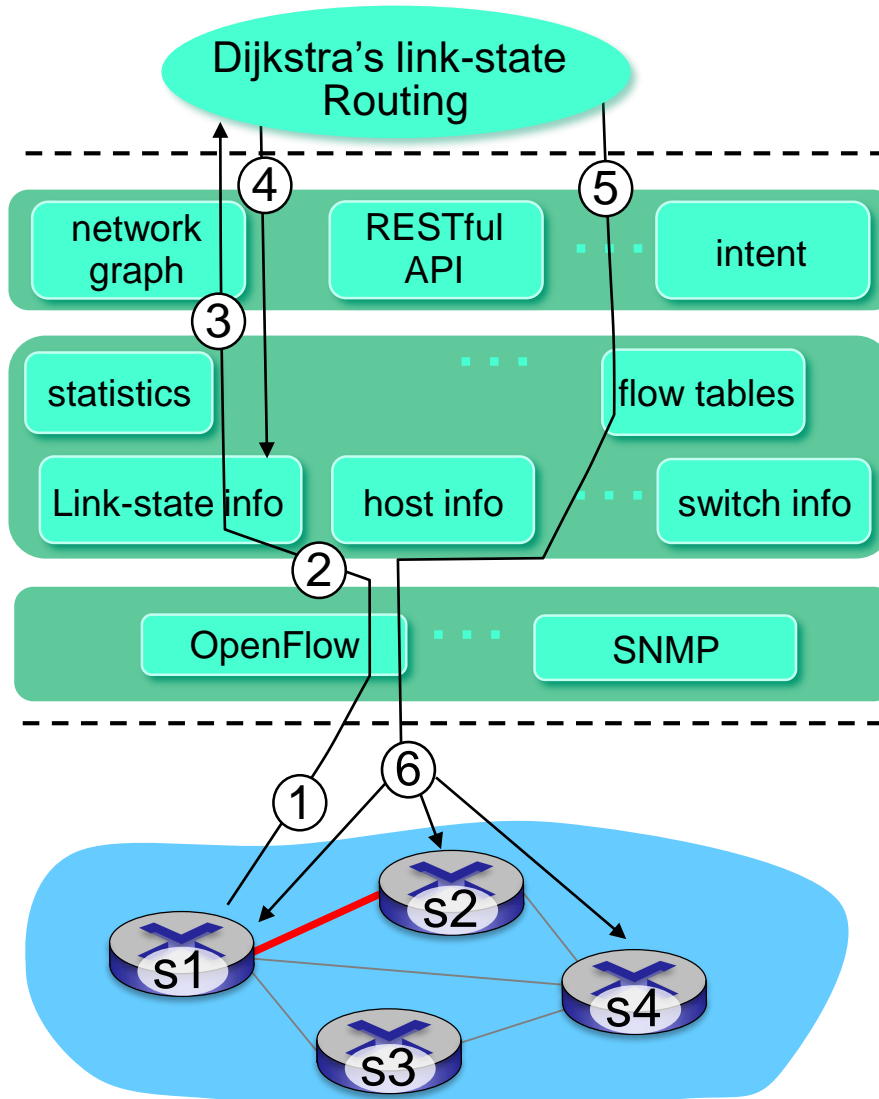 Dijkstra’s link-state
Routing
4
5
network
graph
RESTful
API
. . .
intent
3
statistics
. . .
flow tables
Link-state info
host info
. . .
switch info
2
OpenFlow
. . .
SNMP
6
1
s2
s1
s4
s3